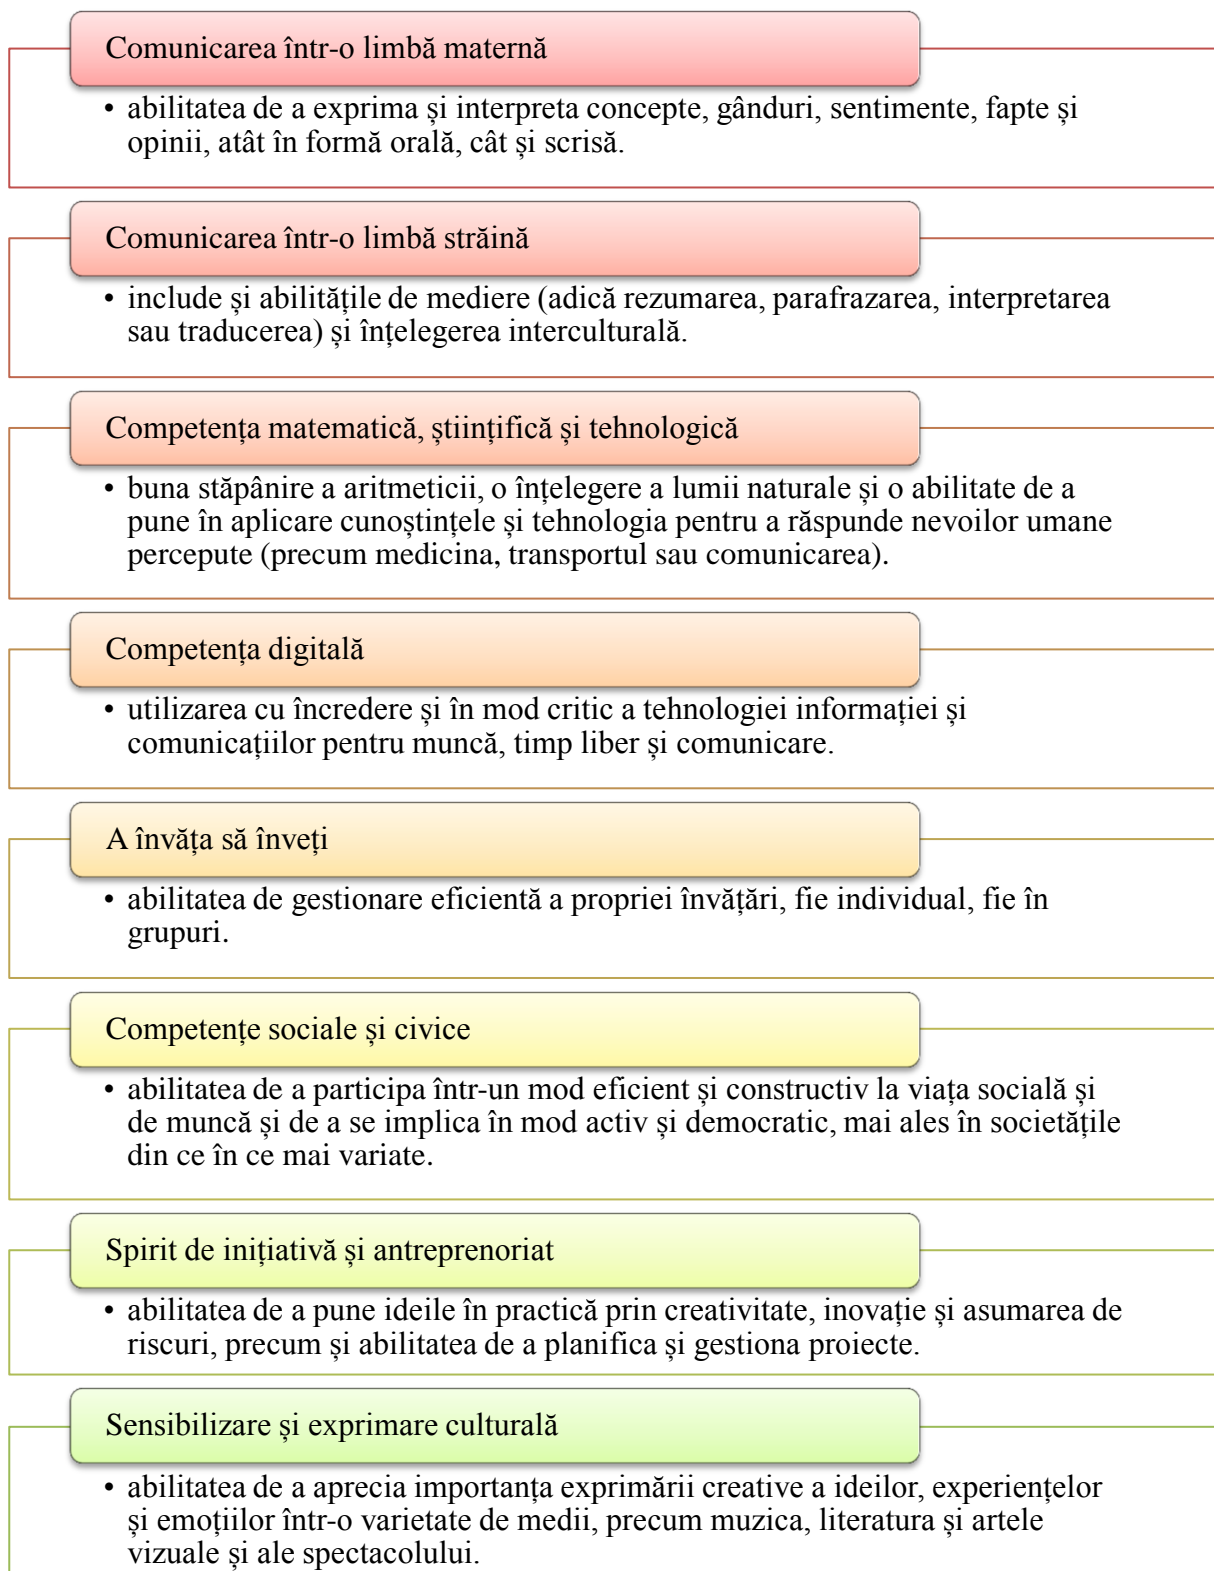 Comunicarea într-o limbă maternă
• abilitatea de a exprima și interpreta concepte, gânduri, sentimente, fapte și
opinii, atât în formă orală, cât și scrisă.
Comunicarea într-o limbă străină
• include și abilitățile de mediere (adică rezumarea, parafrazarea, interpretarea
sau traducerea) și înțelegerea interculturală.
Competența matematică, științifică și tehnologică
• buna stăpânire a aritmeticii, o înțelegere a lumii naturale și o abilitate de a
pune în aplicare cunoștințele și tehnologia pentru a răspunde nevoilor umane
percepute (precum medicina, transportul sau comunicarea).
Competența digitală
• utilizarea cu încredere și în mod critic a tehnologiei informației și
comunicațiilor pentru muncă, timp liber și comunicare.
A învăța să înveți
• abilitatea de gestionare eficientă a propriei învățări, fie individual, fie în
grupuri.
Competențe sociale și civice
• abilitatea de a participa într-un mod eficient și constructiv la viața socială și
de muncă și de a se implica în mod activ și democratic, mai ales în societățile
din ce în ce mai variate.
Spirit de inițiativă și antreprenoriat
• abilitatea de a pune ideile în practică prin creativitate, inovație și asumarea de
riscuri, precum și abilitatea de a planifica și gestiona proiecte.
Sensibilizare și exprimare culturală
• abilitatea de a aprecia importanța exprimării creative a ideilor, experiențelor
și emoțiilor într-o varietate de medii, precum muzica, literatura și artele
vizuale și ale spectacolului.